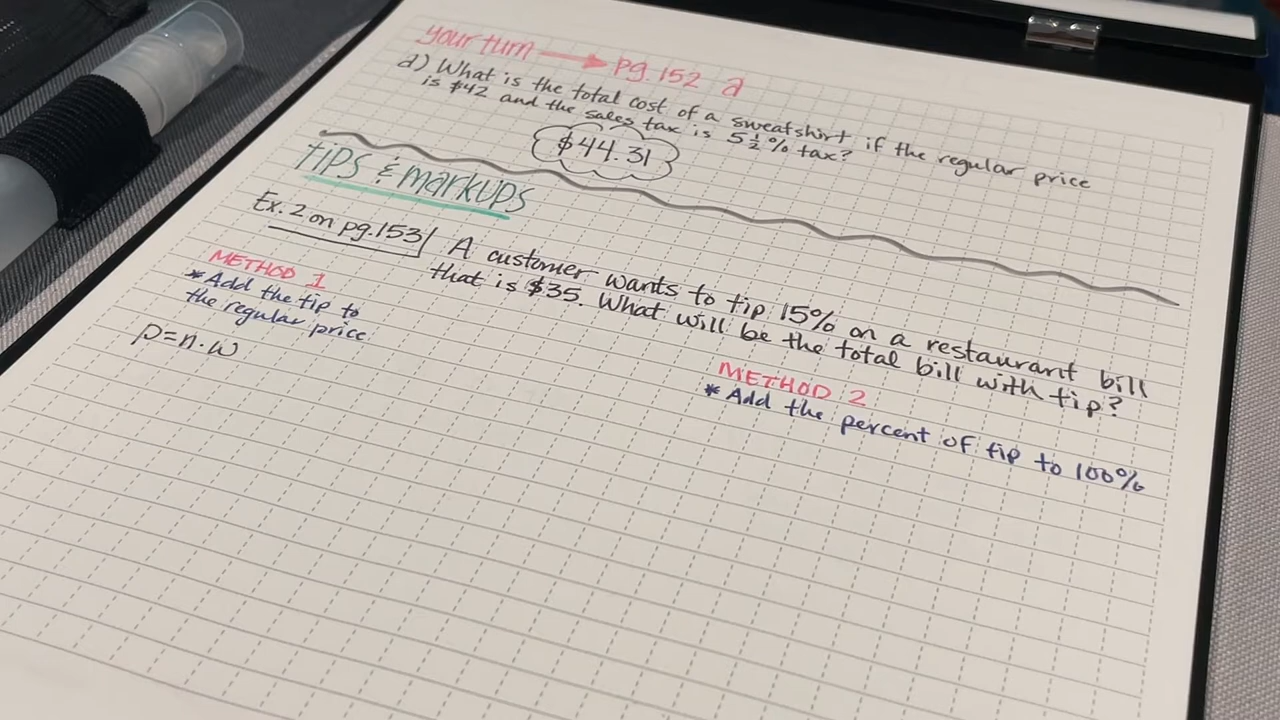 your turn → pg. 152 a
a) What is the total cost of a sweatshirt if the regular price
is $42 and the sales tax is 5 1/2 % tax?
$44.31
TIPS & markups
Ex. 2 on pg. 153
A customer wants to tip 15% on a restaurant bill
that is $35. What will be the total bill with tip?
METHOD 1
* Add the tip to
the regular price
p=n·w
METHOD 2
* Add the percent of tip to 100%